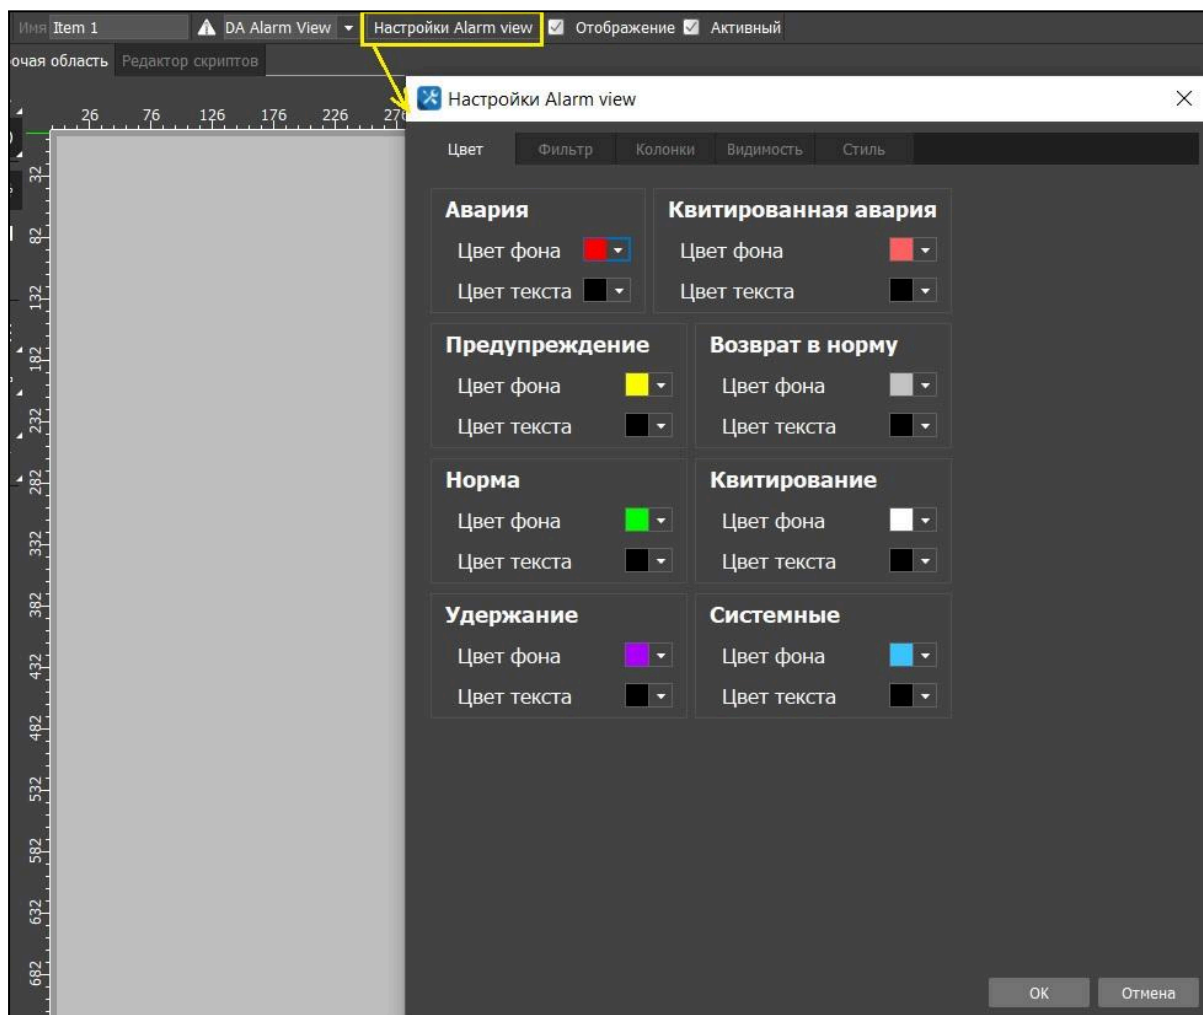 Имя Item 1 DA Alarm View Настройки Alarm view Отображение Активный
очая область Редактор скриптов
Настройки Alarm view
26 76 126 176 226 276
Цвет Фильтр Колонки Видимость Стиль
Авария Квитированная авария
Цвет фона Цвет фона
Цвет текста Цвет текста
Предупреждение Возврат в норму
Цвет фона Цвет фона
Цвет текста Цвет текста
Норма Квитирование
Цвет фона Цвет фона
Цвет текста Цвет текста
Удержание Системные
Цвет фона Цвет фона
Цвет текста Цвет текста
32
82
132
182
232
282
332
382
432
482
532
582
632
682
OK Отмена